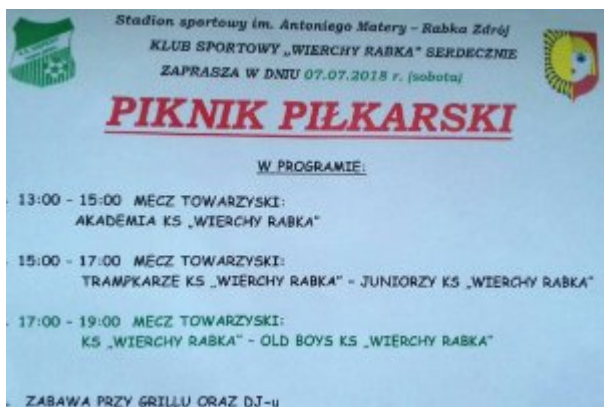 Stadion sportowy im. Antoniego Matery - Rabka Zdrój
KLUB SPORTOWY „WIERCHY RABKA" SERDECZNIE
ZAPRASZA W DNIU 07.07.2018 r. (sobota)
PIKNIK PIŁKARSKI
W PROGRAMIE:
13:00 - 15:00 MECZ TOWARZYSKI:
AKADEMIA KS „WIERCHY RABKA"
15:00 - 17:00 MECZ TOWARZYSKI:
TRAMPKARZE KS „WIERCHY RABKA" - JUNIORZY KS „WIERCHY RABKA"
17:00 - 19:00 MECZ TOWARZYSKI:
KS „WIERCHY RABKA" - OLD BOYS KS „WIERCHY RABKA"
ZABAWA PRZY GRILLU ORAZ DJ-u